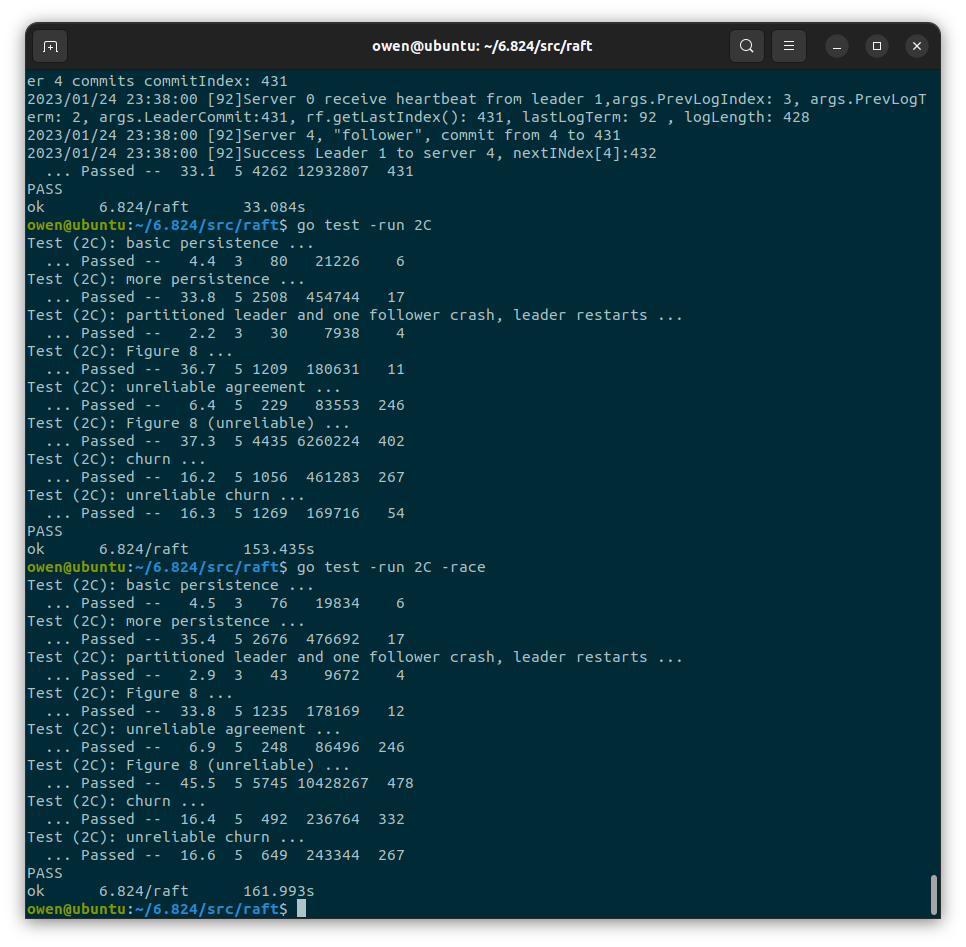 owen@ubuntu: ~/6.824/src/raft
er 4 commits commitIndex: 431
2023/01/24 23:38:00 [92]Server 0 receive heartbeat from leader 1,args.PrevLogIndex: 3, args.PrevLogT
erm: 2, args.LeaderCommit:431, rf.getLastIndex(): 431, lastLogTerm: 92 , logLength: 428
2023/01/24 23:38:00 [92]Server 4, "follower", commit from 4 to 431
2023/01/24 23:38:00 [92]Success Leader 1 to server 4, nextINdex[4]:432
  ... Passed --  33.1  5 4262 12932807  431
PASS
ok      6.824/raft      33.084s
owen@ubuntu:~/6.824/src/raft$ go test -run 2C
Test (2C): basic persistence ...
  ... Passed --   4.4  3   80   21226    6
Test (2C): more persistence ...
  ... Passed --  33.8  5 2508  454744   17
Test (2C): partitioned leader and one follower crash, leader restarts ...
  ... Passed --   2.2  3   30    7938    4
Test (2C): Figure 8 ...
  ... Passed --  36.7  5 1209  180631   11
Test (2C): unreliable agreement ...
  ... Passed --   6.4  5  229   83553  246
Test (2C): Figure 8 (unreliable) ...
  ... Passed --  37.3  5 4435 6260224  402
Test (2C): churn ...
  ... Passed --  16.2  5 1056  461283  267
Test (2C): unreliable churn ...
  ... Passed --  16.3  5 1269  169716   54
PASS
ok      6.824/raft      153.435s
owen@ubuntu:~/6.824/src/raft$ go test -run 2C -race
Test (2C): basic persistence ...
  ... Passed --   4.5  3   76   19834    6
Test (2C): more persistence ...
  ... Passed --  35.4  5 2676  476692   17
Test (2C): partitioned leader and one follower crash, leader restarts ...
  ... Passed --   2.9  3   43    9672    4
Test (2C): Figure 8 ...
  ... Passed --  33.8  5 1235  178169   12
Test (2C): unreliable agreement ...
  ... Passed --   6.9  5  248   86496  246
Test (2C): Figure 8 (unreliable) ...
  ... Passed --  45.5  5 5745 10428267  478
Test (2C): churn ...
  ... Passed --  16.4  5  492  236764  332
Test (2C): unreliable churn ...
  ... Passed --  16.6  5  649  243344  267
PASS
ok      6.824/raft      161.993s
owen@ubuntu:~/6.824/src/raft$